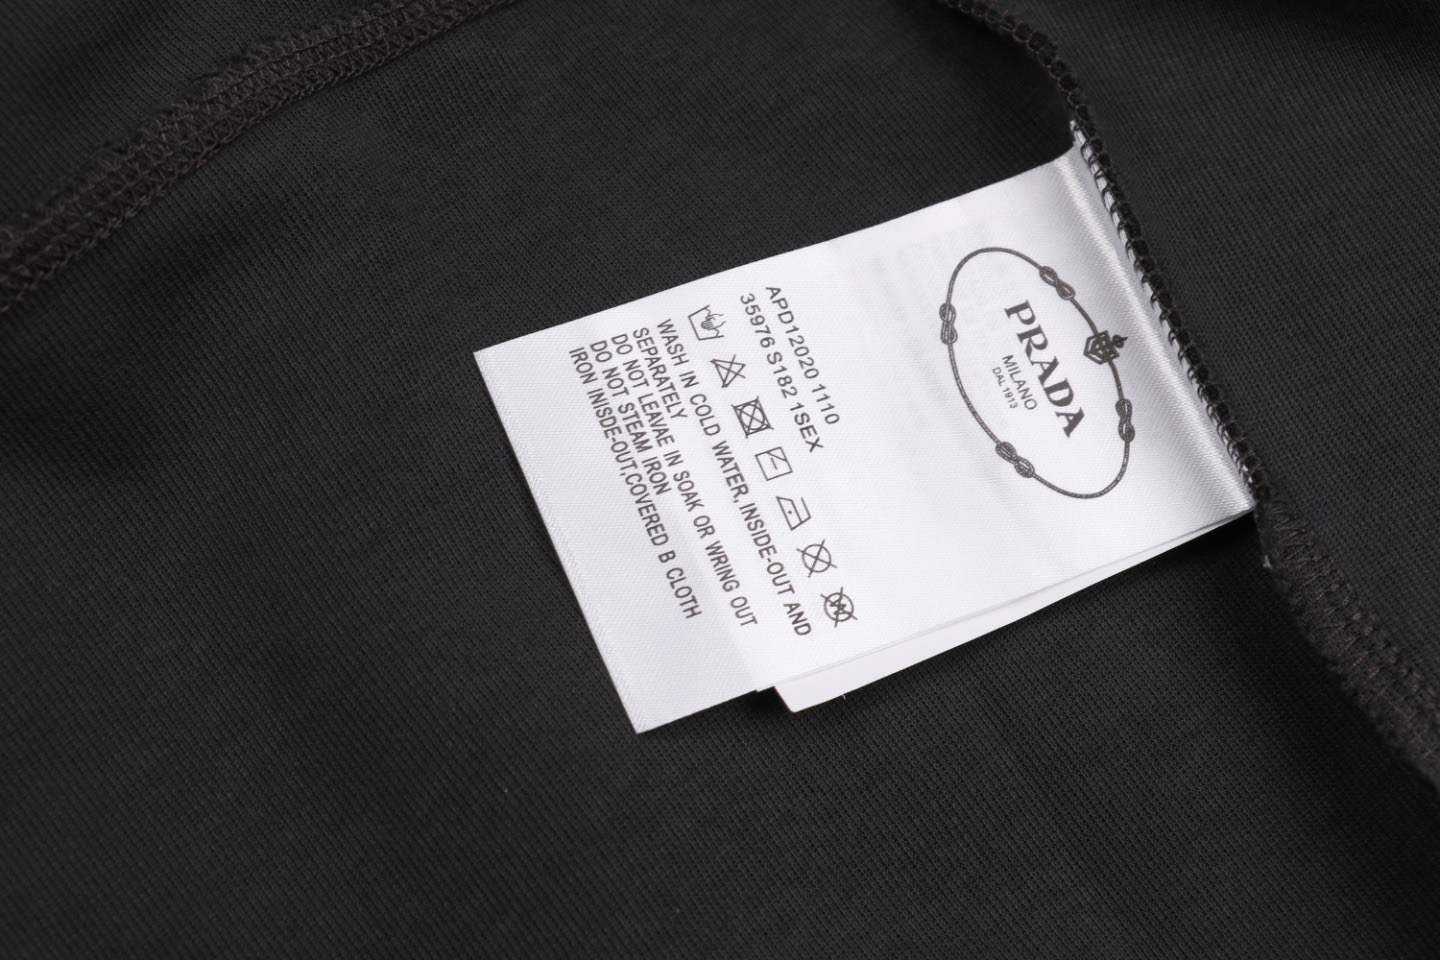 PRADA
MILANO
DAL 1913
APD12020 1110
35976 S182 1SEX
WASH IN COLD WATER, INSIDE-OUT AND
SEPARATELY
DO NOT LEAVAE IN SOAK OR WRING OUT
DO NOT STEAM IRON
IRON INISDE-OUT,COVERED B CLOTH